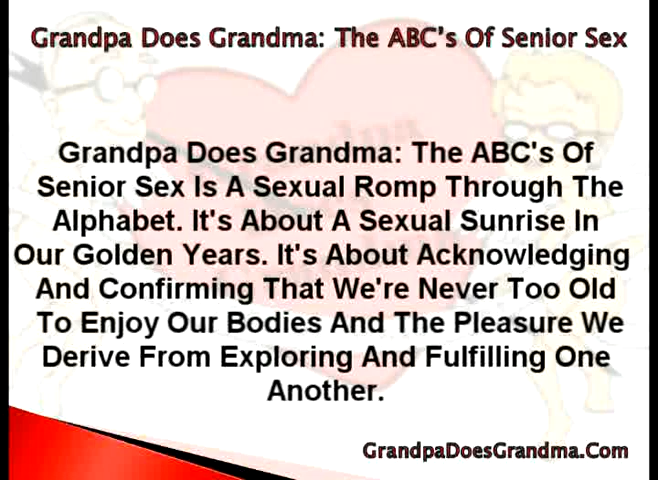 Grandpa Does Grandma: The ABC's Of Senior Sex
Grandpa Does Grandma: The ABC's Of
Senior Sex Is A Sexual Romp Through The
Alphabet. It's About A Sexual Sunrise In
Our Golden Years. It's About Acknowledging
And Confirming That We're Never Too Old
To Enjoy Our Bodies And The Pleasure We
Derive From Exploring And Fulfilling One
Another.
GrandpaDoesGrandma.Com